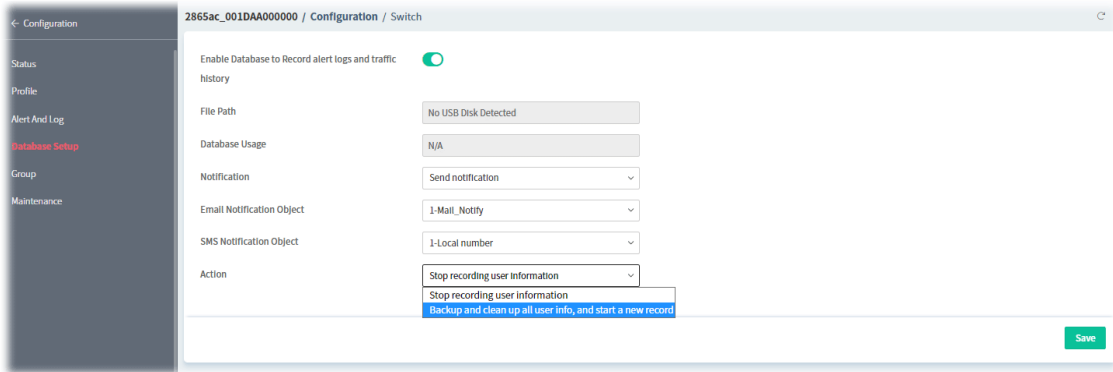 ← Configuration
2865ac_001DAA000000 / Configuration / Switch
Status
Profile
Alert And Log
Database Setup
Group
Maintenance
Enable Database to Record alert logs and traffic
history
File Path
No USB Disk Detected
Database Usage
N/A
Notification
Send notification
Email Notification Object
1-Mail_Notify
SMS Notification Object
1-Local number
Action
Stop recording user information
Stop recording user information
Backup and clean up all user info, and start a new record
Save